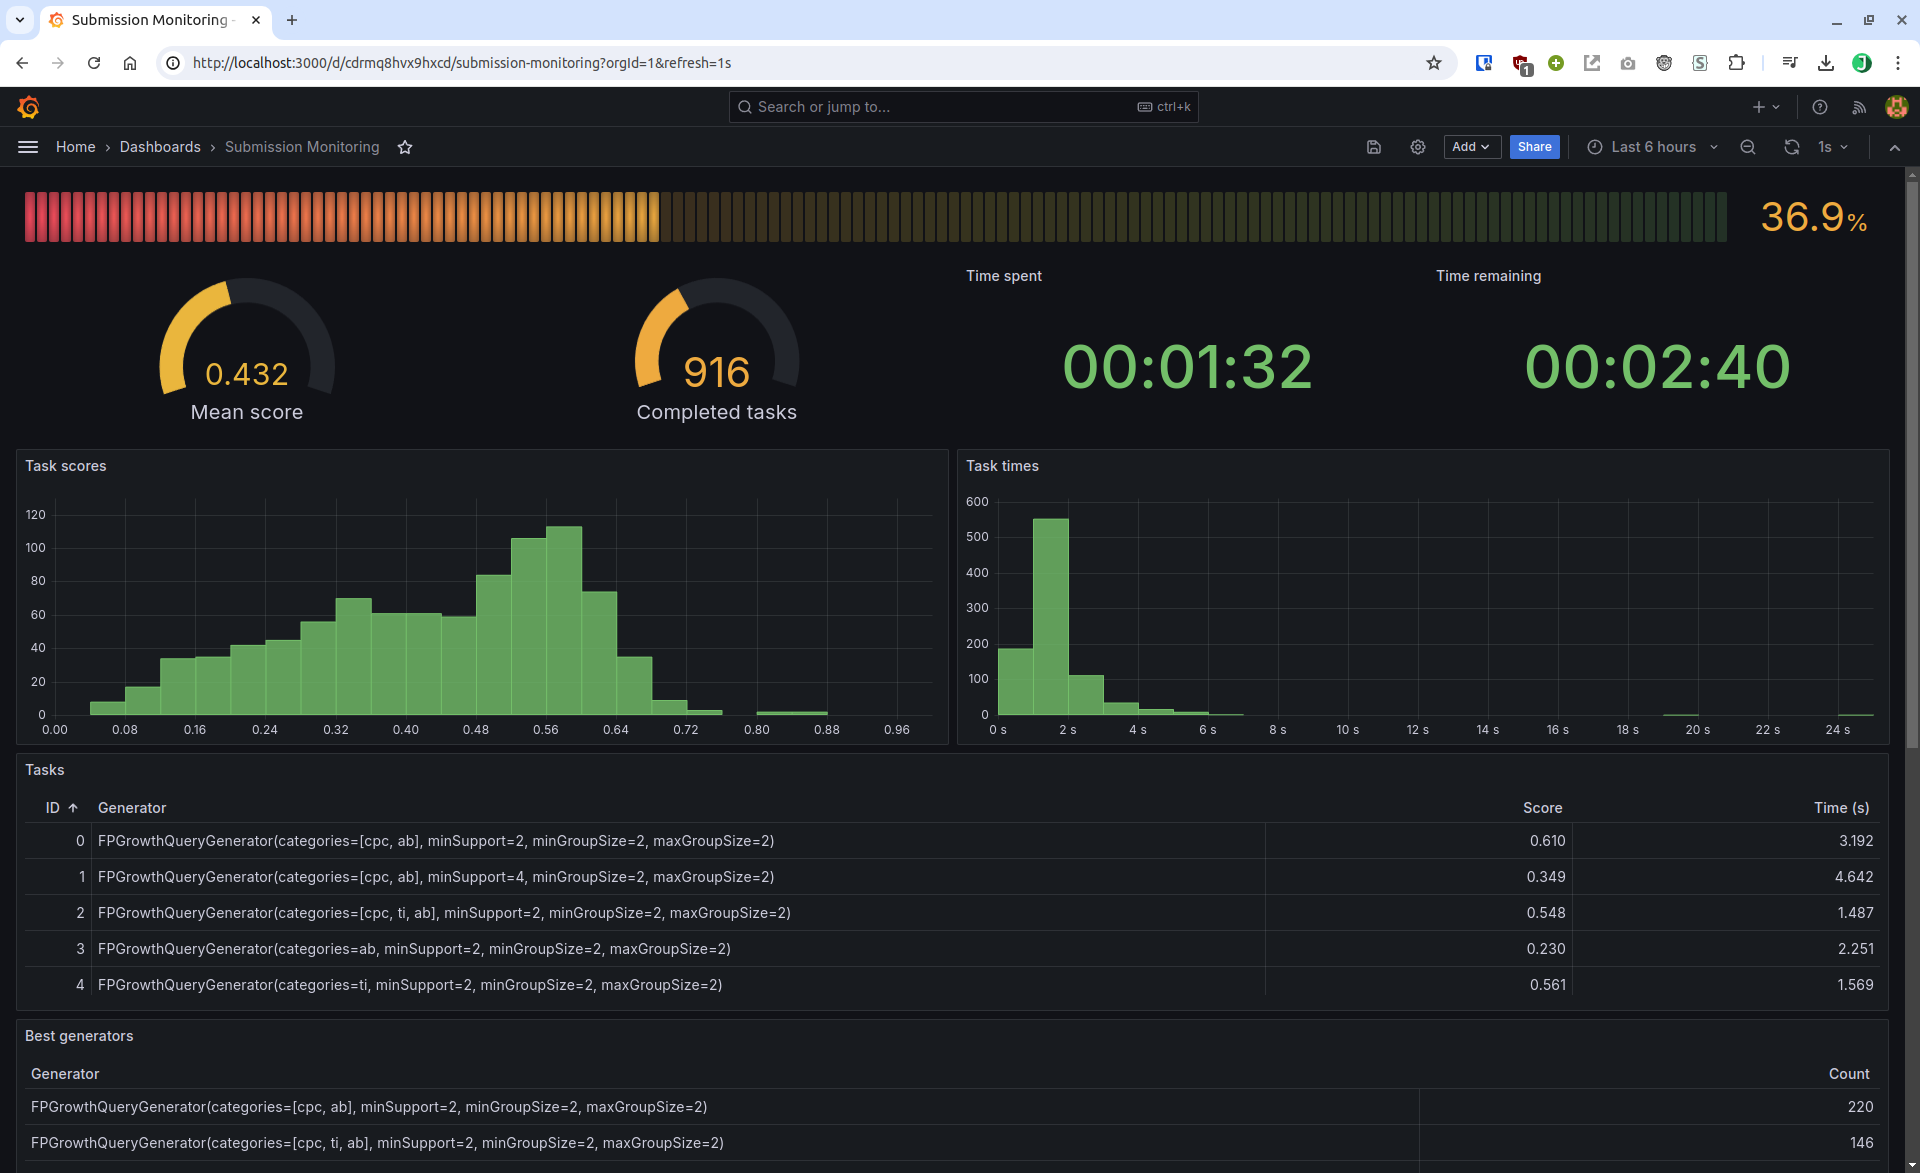 Submission Monitoring -
http://localhost:3000/d/cdrmq8hvx9hxcd/submission-monitoring?orgId=1&refresh=1s
1
J
Search or jump to...
ctrl+k
Home
Dashboards
Submission Monitoring
Add
Share
Last 6 hours
1s
36.9%
0.432
Mean score
916
Completed tasks
Time spent
00:01:32
Time remaining
00:02:40
Task scores
120
100
80
60
40
20
0
0.00 0.08 0.16 0.24 0.32 0.40 0.48 0.56 0.64 0.72 0.80 0.88 0.96
Task times
600
500
400
300
200
100
0
0 s 2 s 4 s 6 s 8 s 10 s 12 s 14 s 16 s 18 s 20 s 22 s 24 s
Tasks
ID Generator Score Time (s)
0 FPGrowthQueryGenerator(categories=[cpc, ab], minSupport=2, minGroupSize=2, maxGroupSize=2) 0.610 3.192
1 FPGrowthQueryGenerator(categories=[cpc, ab], minSupport=4, minGroupSize=2, maxGroupSize=2) 0.349 4.642
2 FPGrowthQueryGenerator(categories=[cpc, ti, ab], minSupport=2, minGroupSize=2, maxGroupSize=2) 0.548 1.487
3 FPGrowthQueryGenerator(categories=ab, minSupport=2, minGroupSize=2, maxGroupSize=2) 0.230 2.251
4 FPGrowthQueryGenerator(categories=ti, minSupport=2, minGroupSize=2, maxGroupSize=2) 0.561 1.569
Best generators
Generator Count
FPGrowthQueryGenerator(categories=[cpc, ab], minSupport=2, minGroupSize=2, maxGroupSize=2) 220
FPGrowthQueryGenerator(categories=[cpc, ti, ab], minSupport=2, minGroupSize=2, maxGroupSize=2) 146